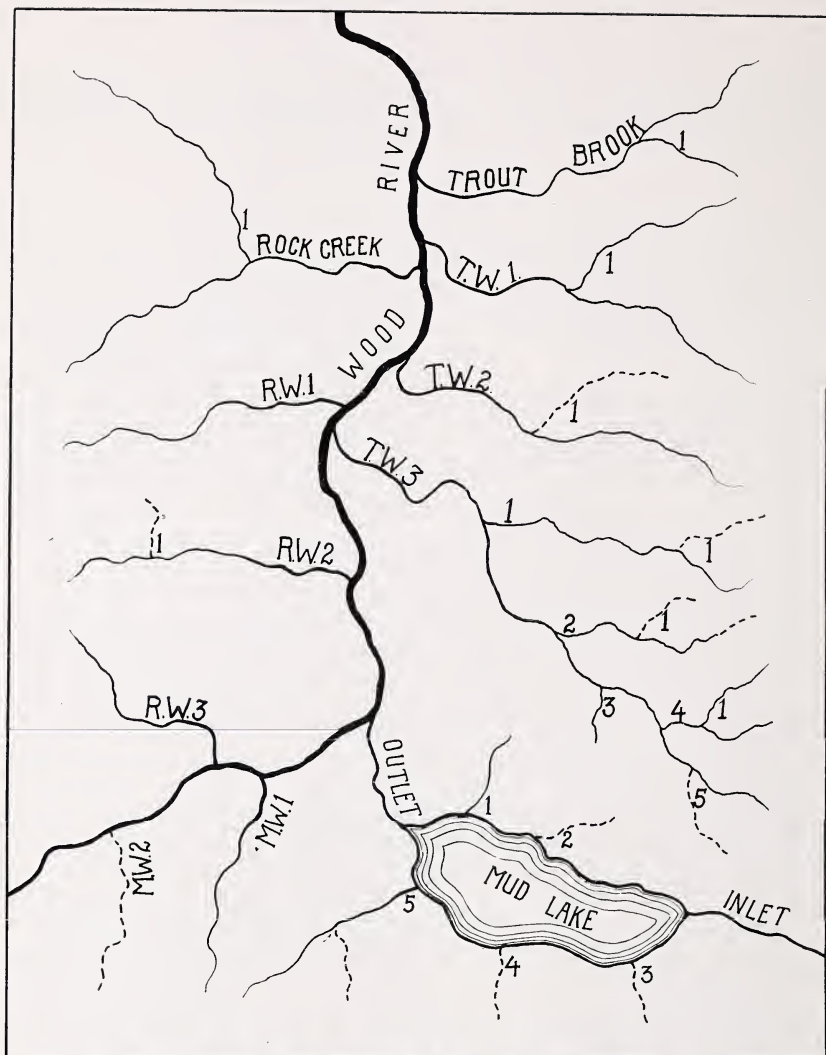 RIVER
TROUT
BROOK
1
1
ROCK CREEK
T.W. 1.
1
WOOD
R.W.1
T.W.2
1
T.W.3
1
1
1
R.W.2
2
1
R.W.3
3
4
1
5
OUTLET
M.W.1
M.W.2
1
2
MUD LAKE
INLET
5
4
3